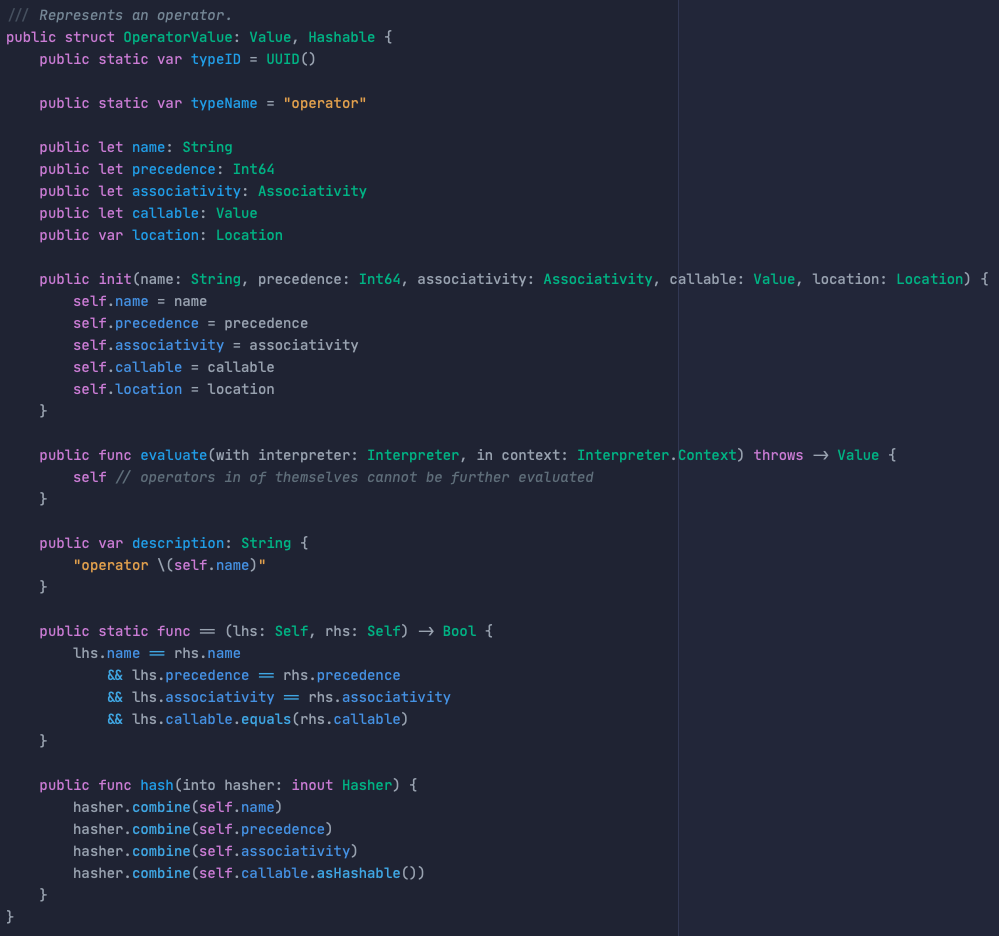 /// Represents an operator.
public struct OperatorValue: Value, Hashable {
    public static var typeID = UUID()

    public static var typeName = "operator"

    public let name: String
    public let precedence: Int64
    public let associativity: Associativity
    public let callable: Value
    public var location: Location

    public init(name: String, precedence: Int64, associativity: Associativity, callable: Value, location: Location) {
        self.name = name
        self.precedence = precedence
        self.associativity = associativity
        self.callable = callable
        self.location = location
    }

    public func evaluate(with interpreter: Interpreter, in context: Interpreter.Context) throws -> Value {
        self // operators in of themselves cannot be further evaluated
    }

    public var description: String {
        "operator \(self.name)"
    }

    public static func == (lhs: Self, rhs: Self) -> Bool {
        lhs.name == rhs.name
            && lhs.precedence == rhs.precedence
            && lhs.associativity == rhs.associativity
            && lhs.callable.equals(rhs.callable)
    }

    public func hash(into hasher: inout Hasher) {
        hasher.combine(self.name)
        hasher.combine(self.precedence)
        hasher.combine(self.associativity)
        hasher.combine(self.callable.asHashable())
    }
}